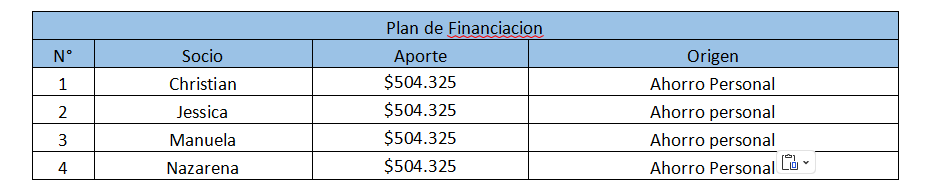 Plan de Financiacion
N° Socio Aporte Origen
1 Christian $504.325 Ahorro Personal
2 Jessica $504.325 Ahorro personal
3 Manuela $504.325 Ahorro personal
4 Nazarena $504.325 Ahorro Personal